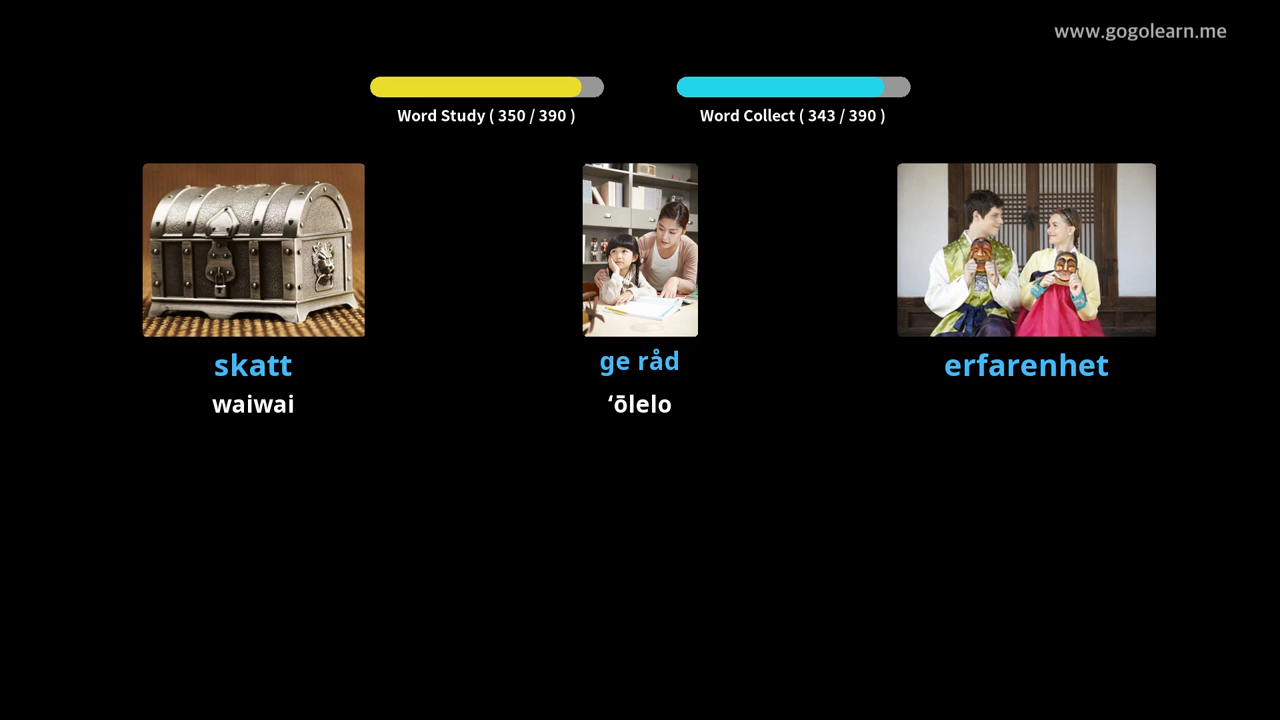 www.gogolearn.me
Word Study ( 350 / 390 )
Word Collect ( 343 / 390 )
skatt
ge råd
erfarenhet
waiwai
ʻōlelo